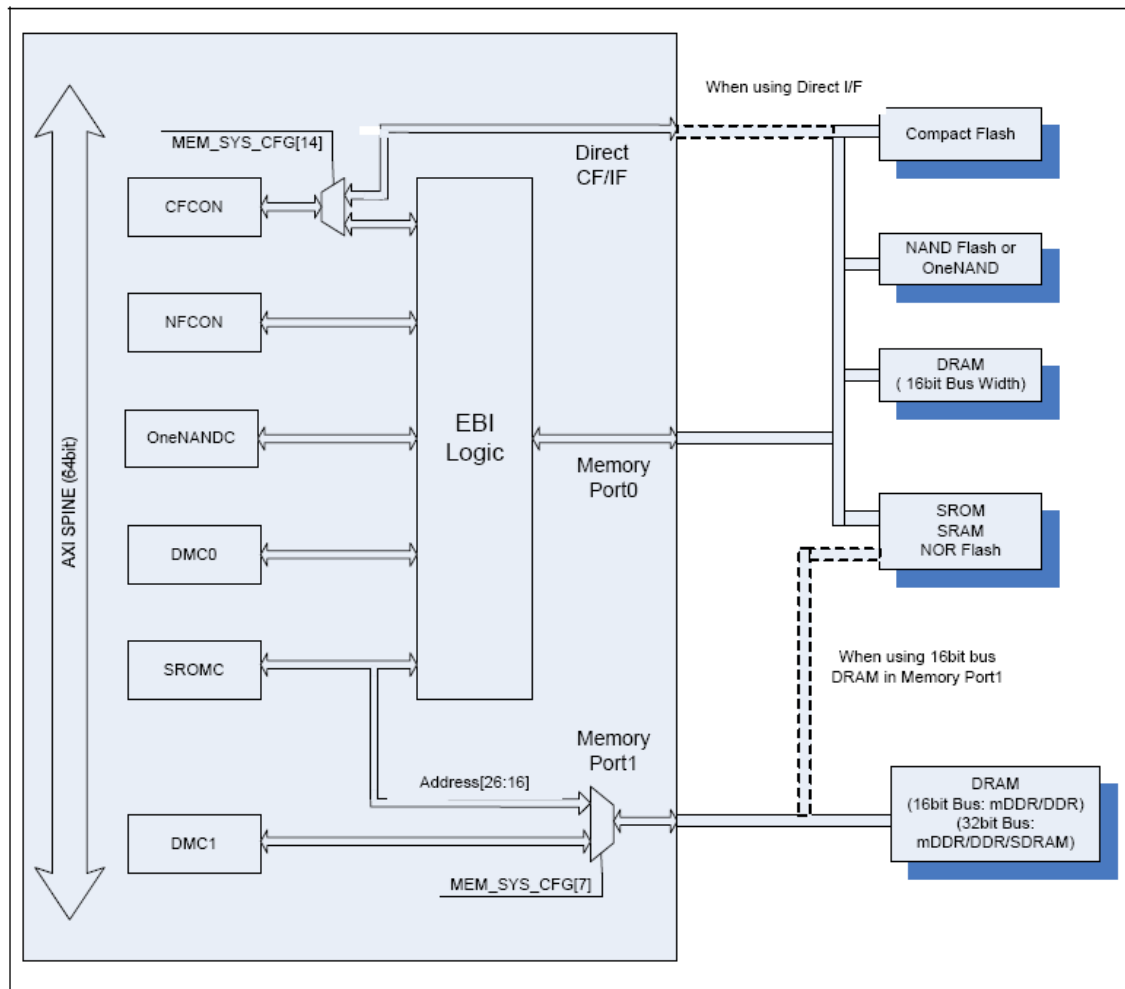 When using Direct I/F
MEM_SYS_CFG[14]
Direct
CF/IF
Compact Flash
CFCON
NAND Flash or
OneNAND
NFCON
DRAM
( 16bit Bus Width)
AXI SPINE (64bit)
OneNANDC
EBI
Logic
Memory
Port0
SROM
SRAM
NOR Flash
DMC0
SROMC
When using 16bit bus
DRAM in Memory Port1
Memory
Port1
Address[26:16]
DRAM
(16bit Bus: mDDR/DDR)
(32bit Bus:
mDDR/DDR/SDRAM)
DMC1
MEM_SYS_CFG[7]